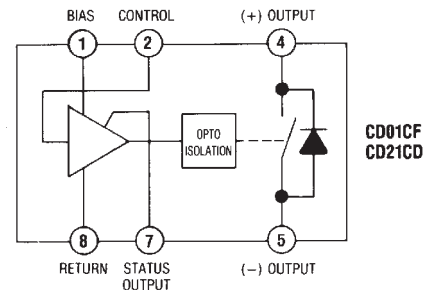 BIAS CONTROL (+) OUTPUT
1 2 4
OPTO
ISOLATION
CD01CF
CD21CD
8 7 5
RETURN STATUS
OUTPUT
(−) OUTPUT